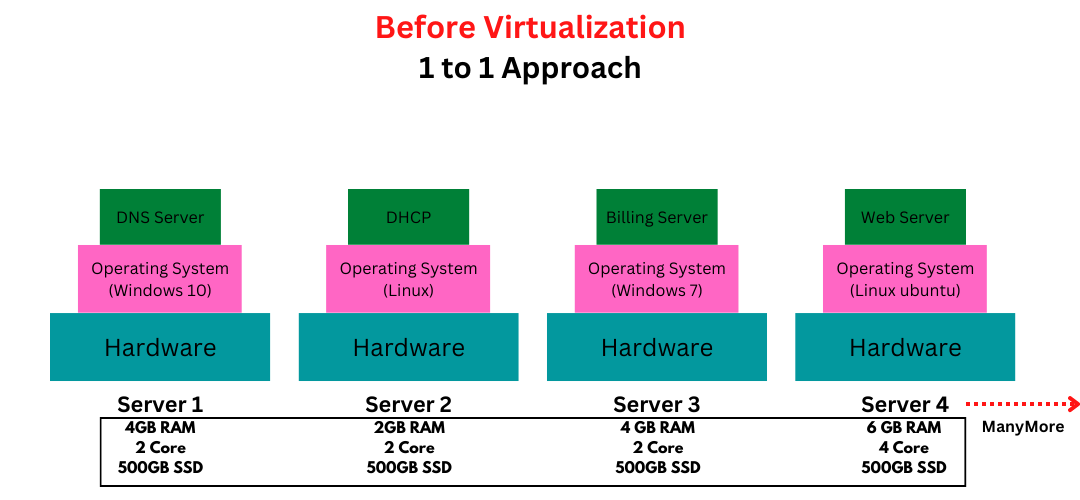 Before Virtualization
1 to 1 Approach
DNS Server
DHCP
Billing Server
Web Server
Operating System
(Windows 10)
Operating System
(Linux)
Operating System
(Windows 7)
Operating System
(Linux ubuntu)
Hardware
Hardware
Hardware
Hardware
Server 1
Server 2
Server 3
Server 4
ManyMore
4GB RAM
2 Core
500GB SSD
2GB RAM
2 Core
500GB SSD
4 GB RAM
2 Core
500GB SSD
6 GB RAM
4 Core
500GB SSD